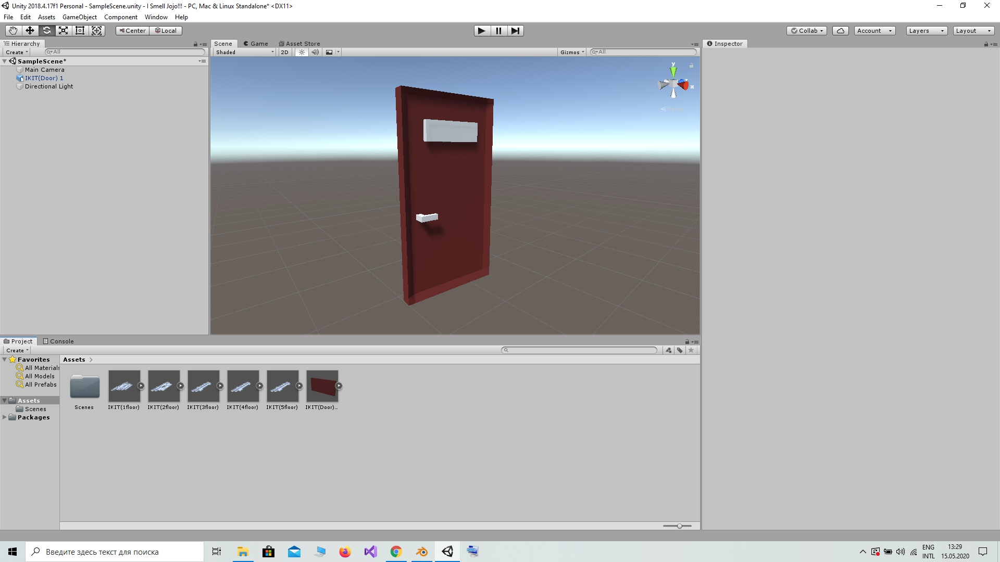 Unity 2018.4.17f1 Personal - SampleScene.unity - I Smell Jojo!!! - PC, Mac & Linux Standalone* <DX11>
File Edit Assets GameObject Component Window Help
Center Local Collab Account Layers Layout
Hierarchy Scene Game Asset Store Inspector
Create All Shaded 2D Gizmos All
SampleScene*
Main Camera
IKIT(Door) 1
Directional Light
y
x
Project Console
Create
Favorites Assets
All Materials
All Models
All Prefabs
Assets
Scenes
Packages
Scenes IKIT(1floor) IKIT(2floor) IKIT(3floor) IKIT(4floor) IKIT(5floor) IKIT(Door)...
Введите здесь текст для поиска
ENG 13:29
INTL 15.05.2020